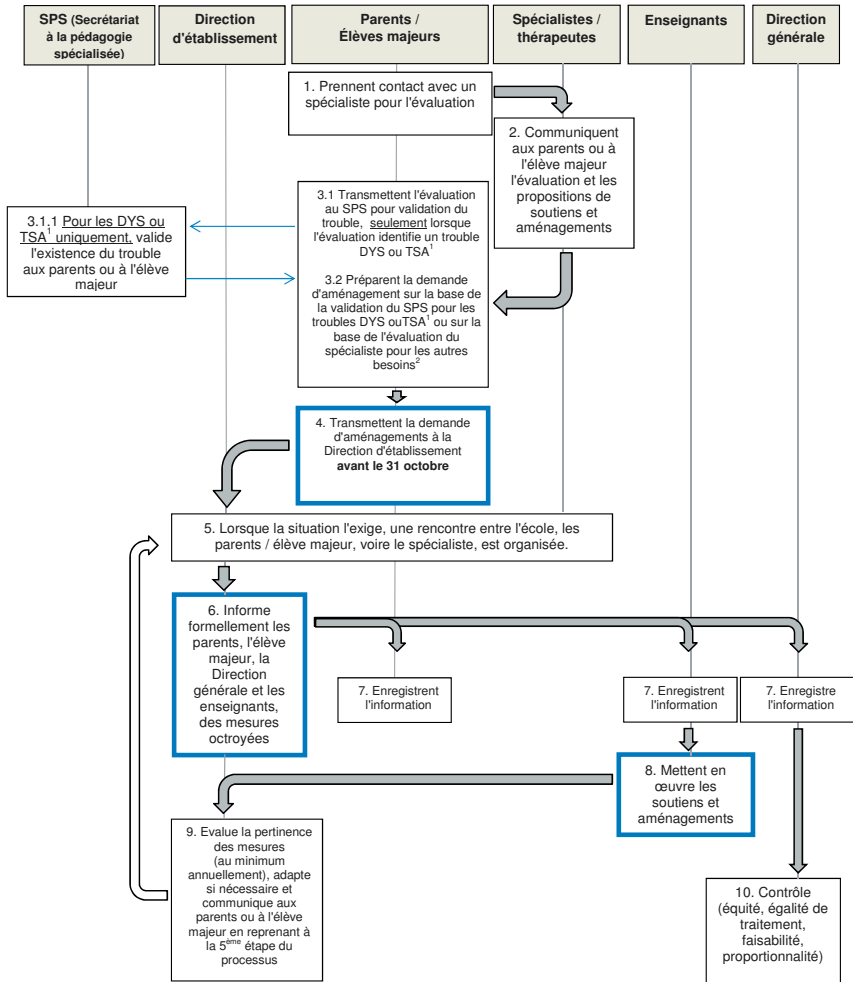 SPS (Secrétariat
à la pédagogie
spécialisée)
Direction
d'établissement
Parents /
Élèves majeurs
Spécialistes /
thérapeutes
Enseignants
Direction
générale
1. Prennent contact avec un
spécialiste pour l'évaluation
2. Communiquent
aux parents ou à
l'élève majeur
l'évaluation et les
propositions de
soutiens et
aménagements
3.1 Transmettent l'évaluation
au SPS pour validation du
trouble, seulement lorsque
l'évaluation identifie un trouble
DYS ou TSA¹
3.1.1 Pour les DYS ou
TSA¹ uniquement, valide
l'existence du trouble
aux parents ou à l'élève
majeur
3.2 Préparent la demande
d'aménagement sur la base de
la validation du SPS pour les
troubles DYS ouTSA¹ ou sur la
base de l'évaluation du
spécialiste pour les autres
besoins²
4. Transmettent la demande
d'aménagements à la
Direction d'établissement
avant le 31 octobre
5. Lorsque la situation l'exige, une rencontre entre l'école, les
parents / élève majeur, voire le spécialiste, est organisée.
6. Informe
formellement les
parents, l'élève
majeur, la
Direction
générale et les
enseignants,
des mesures
octroyées
7. Enregistrent
l'information
7. Enregistrent
l'information
7. Enregistre
l'information
8. Mettent en
œuvre les
soutiens et
aménagements
9. Evalue la pertinence
des mesures
(au minimum
annuellement), adapte
si nécessaire et
communique aux
parents ou à l'élève
majeur en reprenant à
la 5ème étape du
processus
10. Contrôle
(équité, égalité de
traitement,
faisabilité,
proportionnalité)